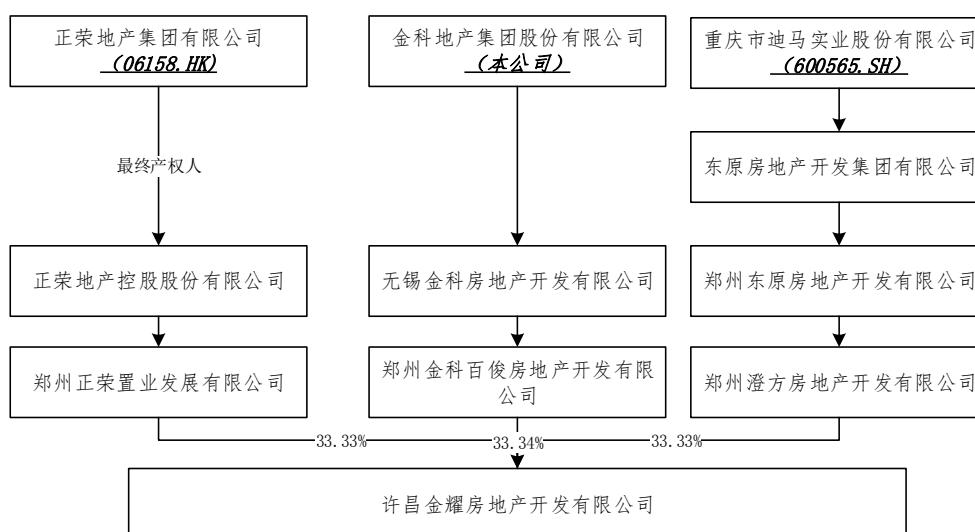 正荣地产集团有限公司
（06158.HK）
金科地产集团股份有限公司
（本公司）
重庆市迪马实业股份有限公司
（600565.SH）
最终产权人
东原房地产开发集团有限公司
正荣地产控股股份有限公司
无锡金科房地产开发有限公司
郑州东原房地产开发有限公司
郑州正荣置业发展有限公司
郑州金科百俊房地产开发有限
公司
郑州澄方房地产开发有限公司
33.33%
33.34%
33.33%
许昌金耀房地产开发有限公司